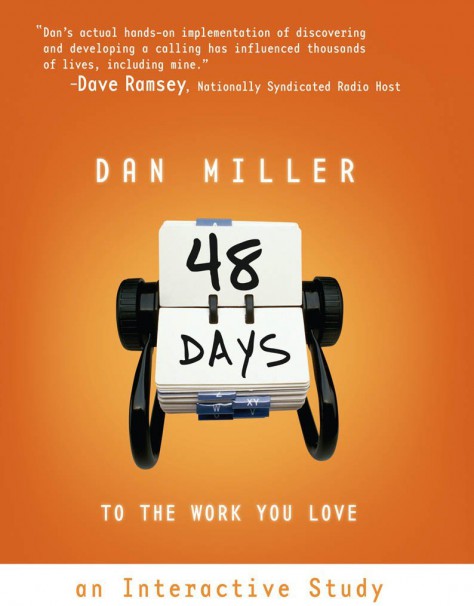 "Dan's actual hands-on implementation of discovering
and developing a calling has influenced thousands
of lives, including mine."
–Dave Ramsey, Nationally Syndicated Radio Host
DAN MILLER
48
DAYS
Z
W
XY
TO THE WORK YOU LOVE
an Interactive Study